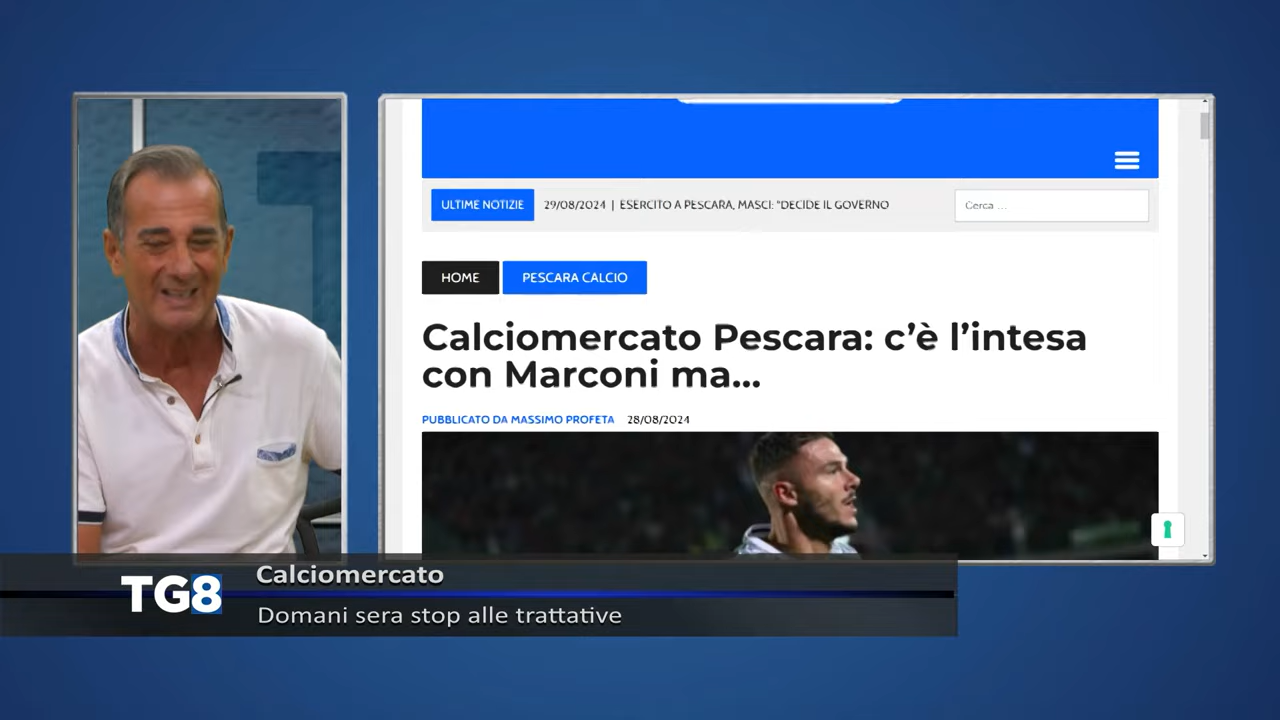 ULTIME NOTIZIE 29/08/2024 | ESERCITO A PESCARA, MASCI: "DECIDE IL GOVERNO Cerca ...
HOME PESCARA CALCIO
Calciomercato Pescara: c’è l’intesa
con Marconi ma...
PUBBLICATO DA MASSIMO PROFETA 28/08/2024
TG8
Calciomercato
Domani sera stop alle trattative